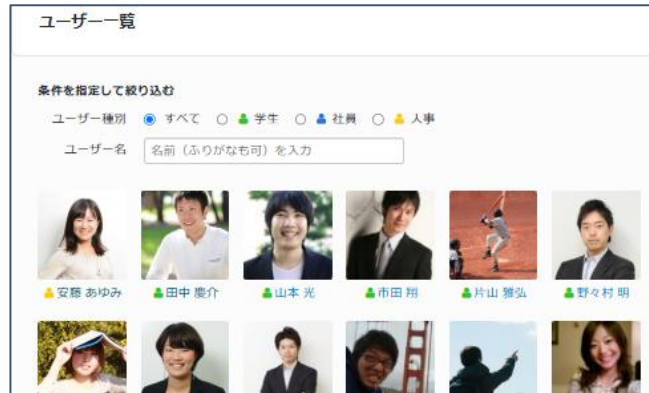 ユーザー一覧
条件を指定して絞り込む
ユーザー種別 すべて 学生 社員 人事
ユーザー名 名前（ふりがなも可）を入力
安藤 あゆみ 田中 慶介 山本 光 市田 翔 片山 雅弘 野々村 明